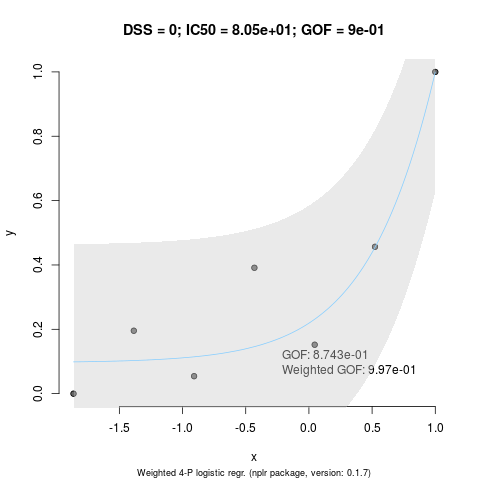 DSS = 0; IC50 = 8.05e+01; GOF = 9e-01
1.0
0.8
0.6
0.4
0.2
0.0
y
GOF: 8.743e-01
Weighted GOF: 9.97e-01
-1.5
-1.0
-0.5
0.0
0.5
1.0
x
Weighted 4-P logistic regr. (nplr package, version: 0.1.7)